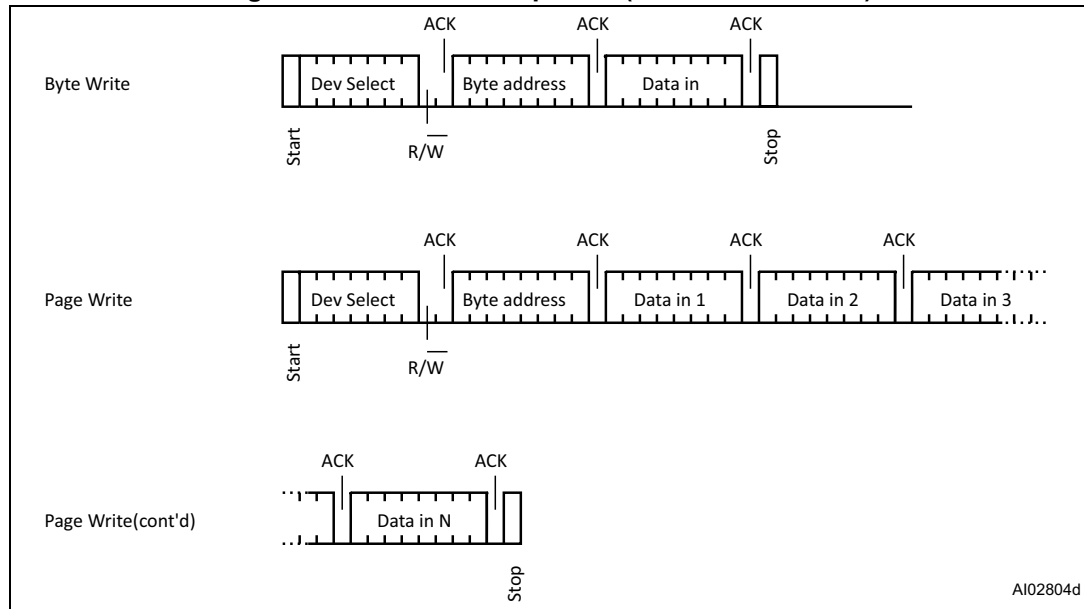 ACK ACK ACK
Byte Write Dev Select Byte address Data in
Start R/W̅ Stop
ACK ACK ACK ACK
Page Write Dev Select Byte address Data in 1 Data in 2 Data in 3
Start R/W̅
ACK ACK
Page Write(cont'd) Data in N
Stop
AI02804d